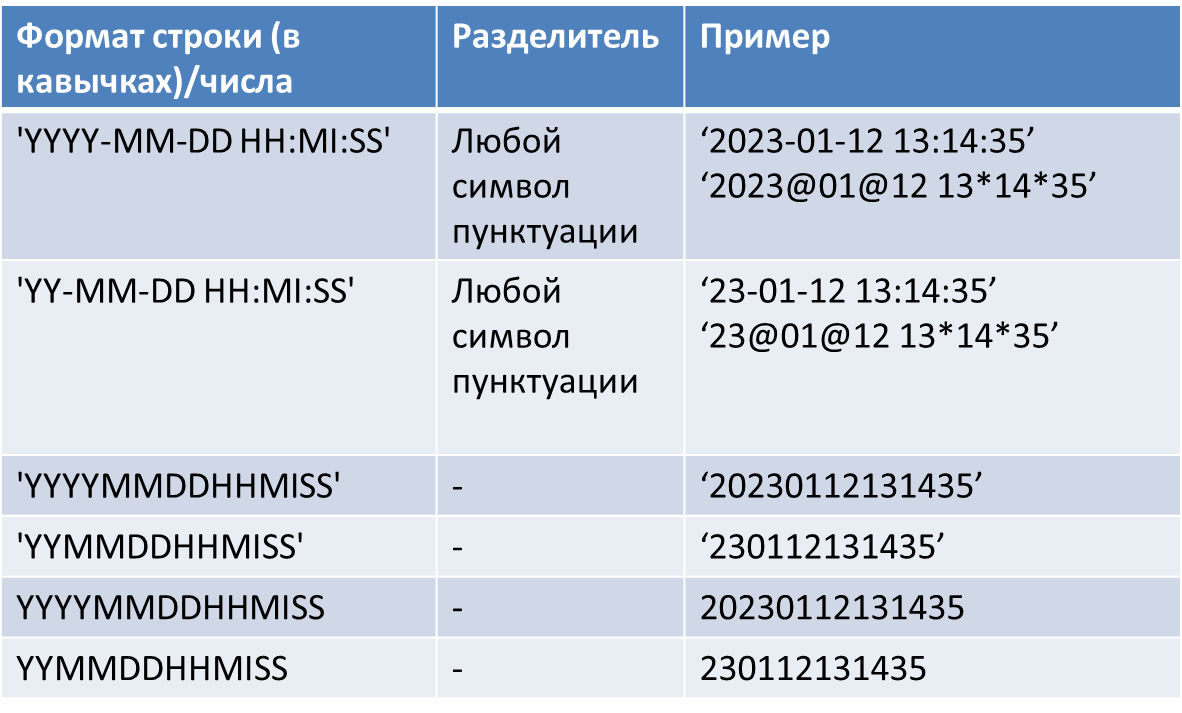 Формат строки (в
кавычках)/числа
Разделитель
Пример
'YYYY-MM-DD HH:MI:SS'
Любой
символ
пунктуации
‘2023-01-12 13:14:35’
‘2023@01@12 13*14*35’
'YY-MM-DD HH:MI:SS'
Любой
символ
пунктуации
‘23-01-12 13:14:35’
‘23@01@12 13*14*35’
'YYYYMMDDHHMISS'
-
‘20230112131435’
'YYMMDDHHMISS'
-
‘230112131435’
YYYYMMDDHHMISS
-
20230112131435
YYMMDDHHMISS
-
230112131435